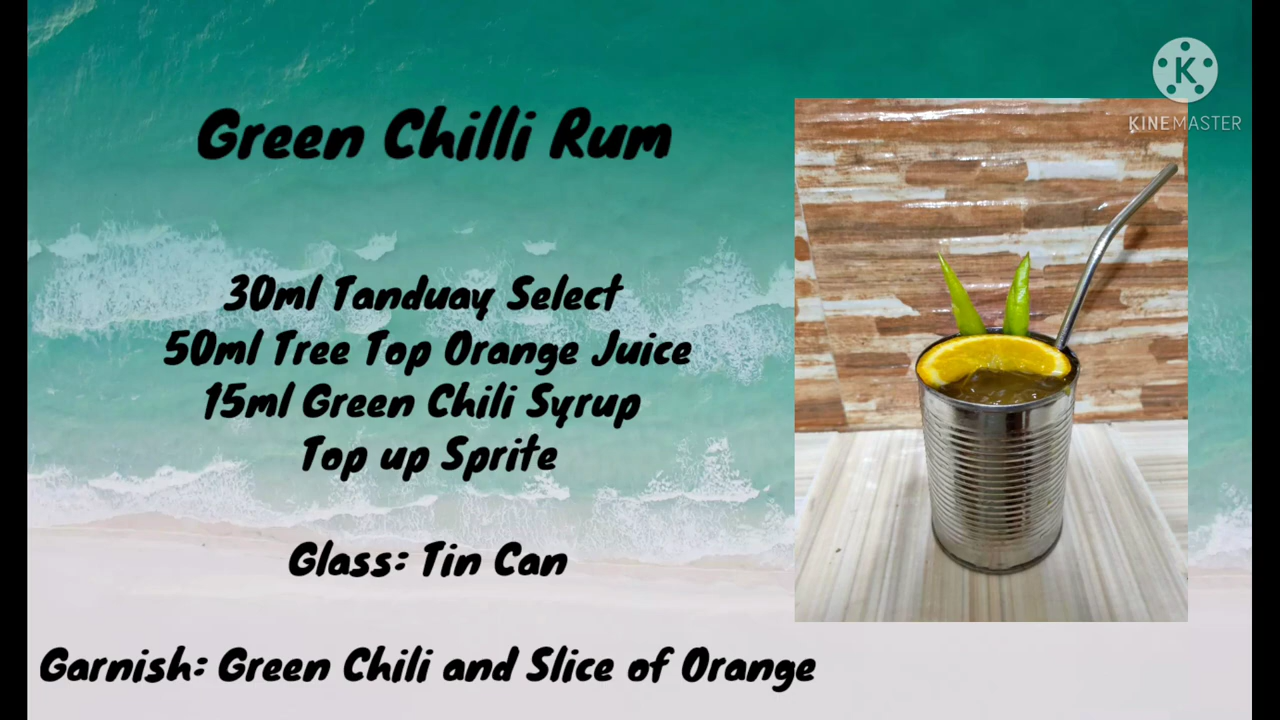 Green Chilli Rum
30ml Tanduay Select
50ml Tree Top Orange Juice
15ml Green Chili Syrup
Top up Sprite
Glass: Tin Can
Garnish: Green Chili and Slice of Orange
K
KINEMASTER